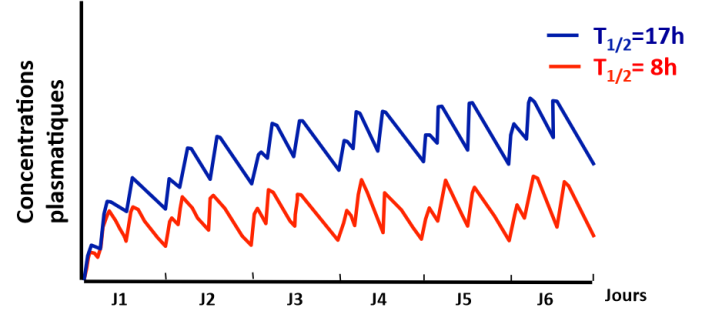 T1/2=17h
T1/2= 8h
Concentrations
plasmatiques
J1 J2 J3 J4 J5 J6 Jours